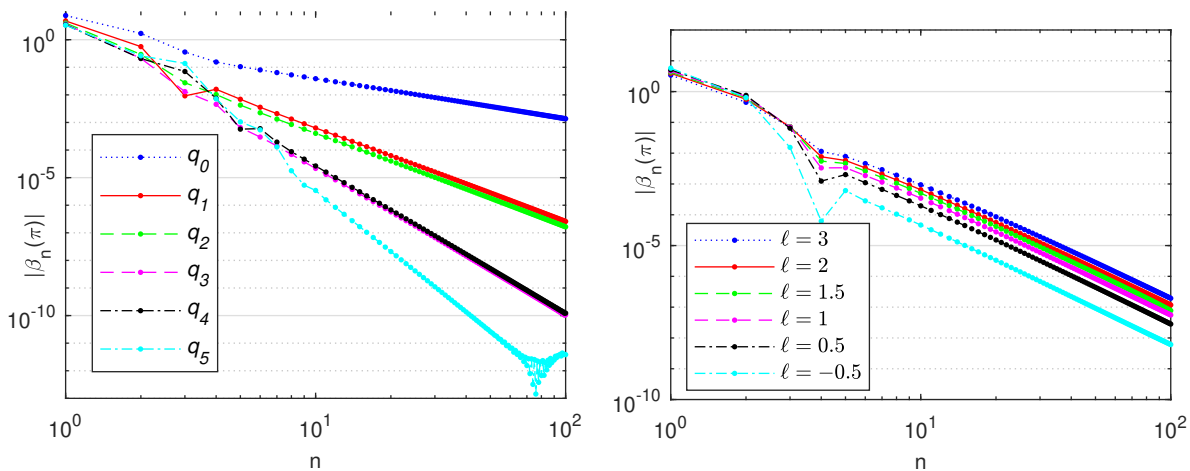 10^0
10^-5
10^-10
|β_n(π)|
q_0
q_1
q_2
q_3
q_4
q_5
10^0
10^1
10^2
n
10^0
10^-5
10^-10
|β_n(π)|
ℓ = 3
ℓ = 2
ℓ = 1.5
ℓ = 1
ℓ = 0.5
ℓ = −0.5
10^0
10^1
10^2
n